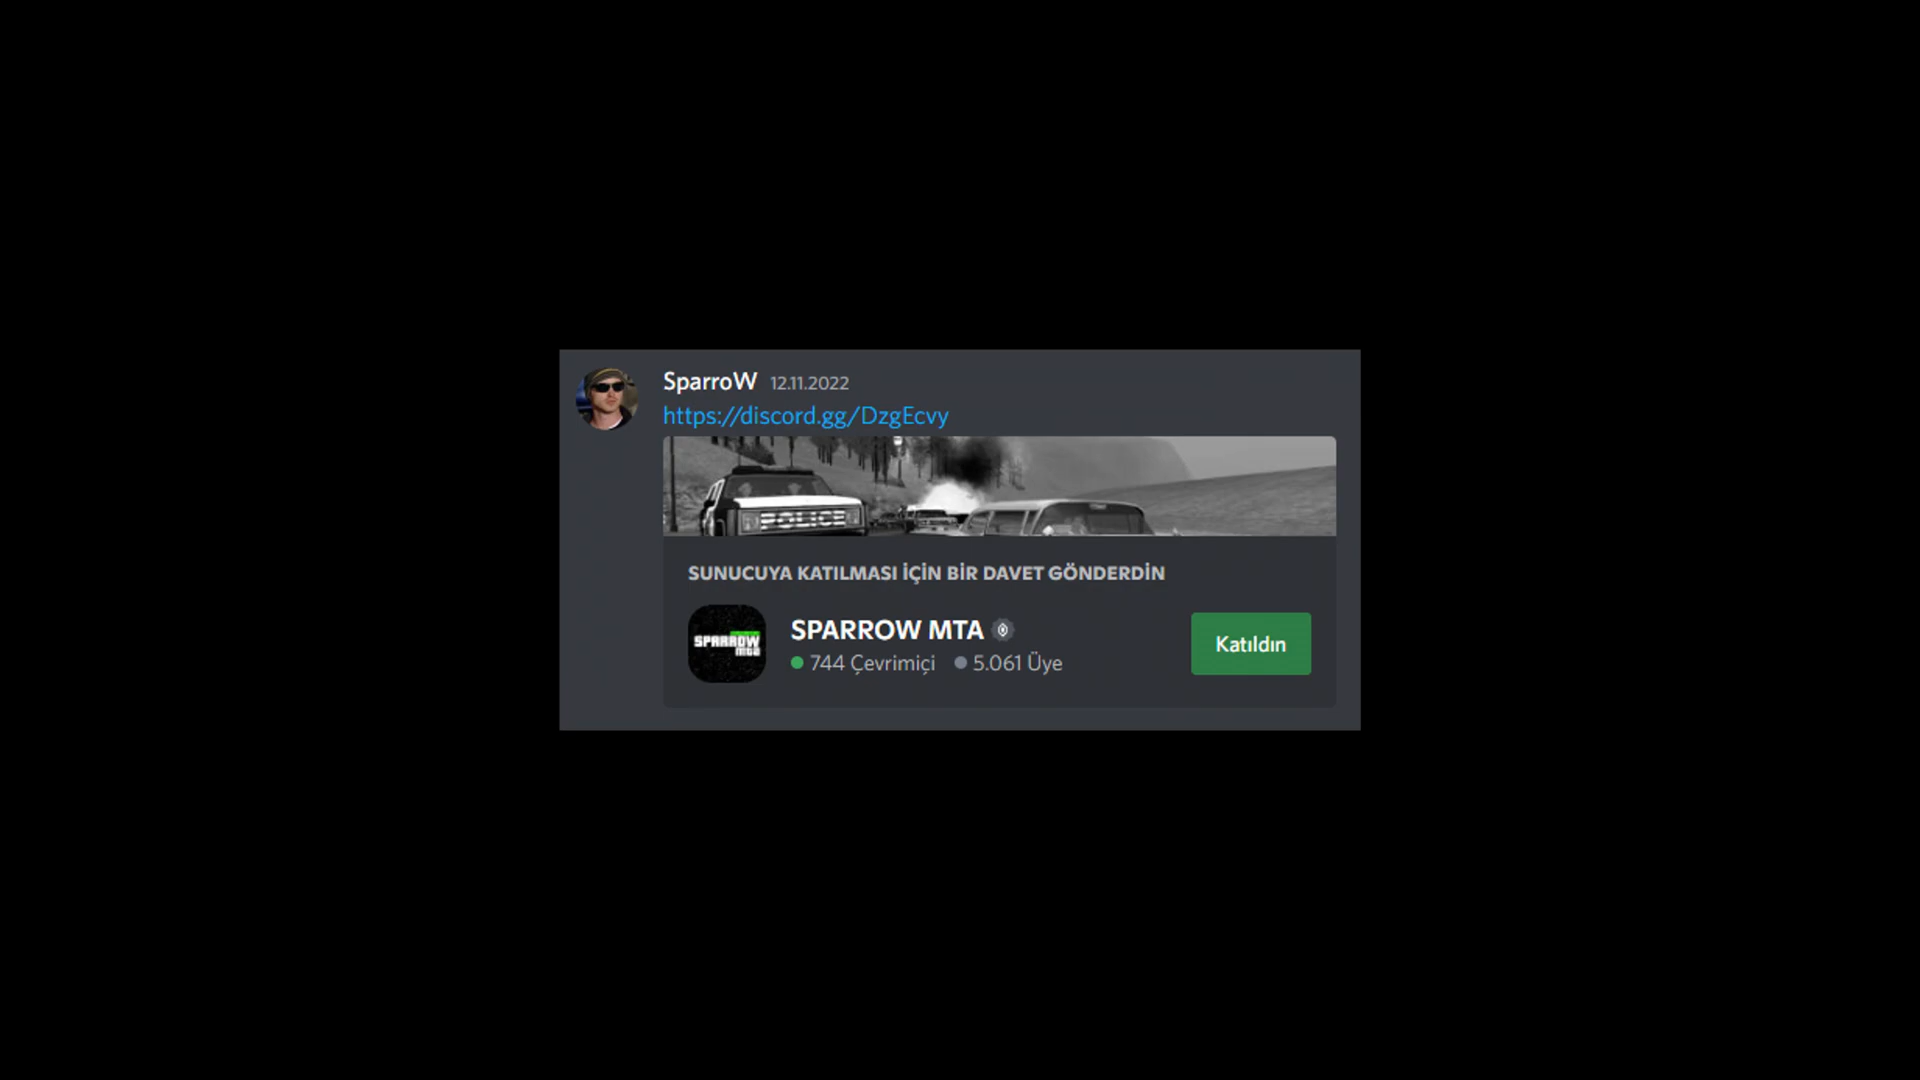 SparroW 12.11.2022
https://discord.gg/DzgEcvy
POLICE
SUNUCUYA KATILMASI İÇİN BİR DAVET GÖNDERDİN
SPARROW
mta
SPARROW MTA
744 Çevrimiçi 5.061 Üye
Katıldın